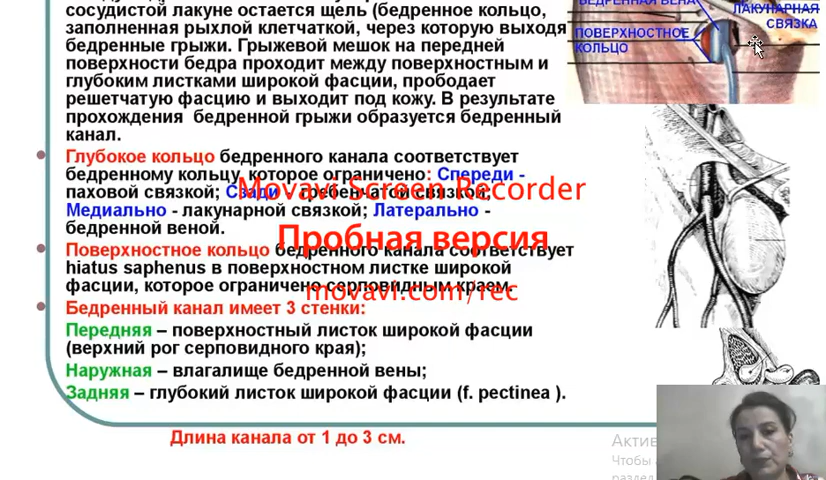 сосудистой лакуне остается щель (бедренное кольцо,
заполненная рыхлой клетчаткой, через которую выходя
бедренные грыжи. Грыжевой мешок на передней
поверхности бедра проходит между поверхностным и
глубоким листками широкой фасции, прободает
решетчатую фасцию и выходит под кожу. В результате
прохождения бедренной грыжи образуется бедренный
канал.
Глубокое кольцо бедренного канала соответствует
бедренному кольцу, которое ограничено: Спереди -
паховой связкой; Сзади - гребенчатой связкой;
Медиально - лакунарной связкой; Латерально -
бедренной веной.
Поверхностное кольцо бедренного канала соответствует
hiatus saphenus в поверхностном листке широкой
фасции, которое ограничено серповидным краем.
Бедренный канал имеет 3 стенки:
Передняя – поверхностный листок широкой фасции
(верхний рог серповидного края);
Наружная – влагалище бедренной вены;
Задняя – глубокий листок широкой фасции (f. pectinea ).
Длина канала от 1 до 3 см.
БЕДРЕННАЯ ВЕНА
ЛАКУНАРНАЯ
СВЯЗКА
ПОВЕРХНОСТНОЕ
КОЛЬЦО
Movavi Screen Recorder
Пробная версия
movavi.com/rec
Актив
Чтобы
раздел